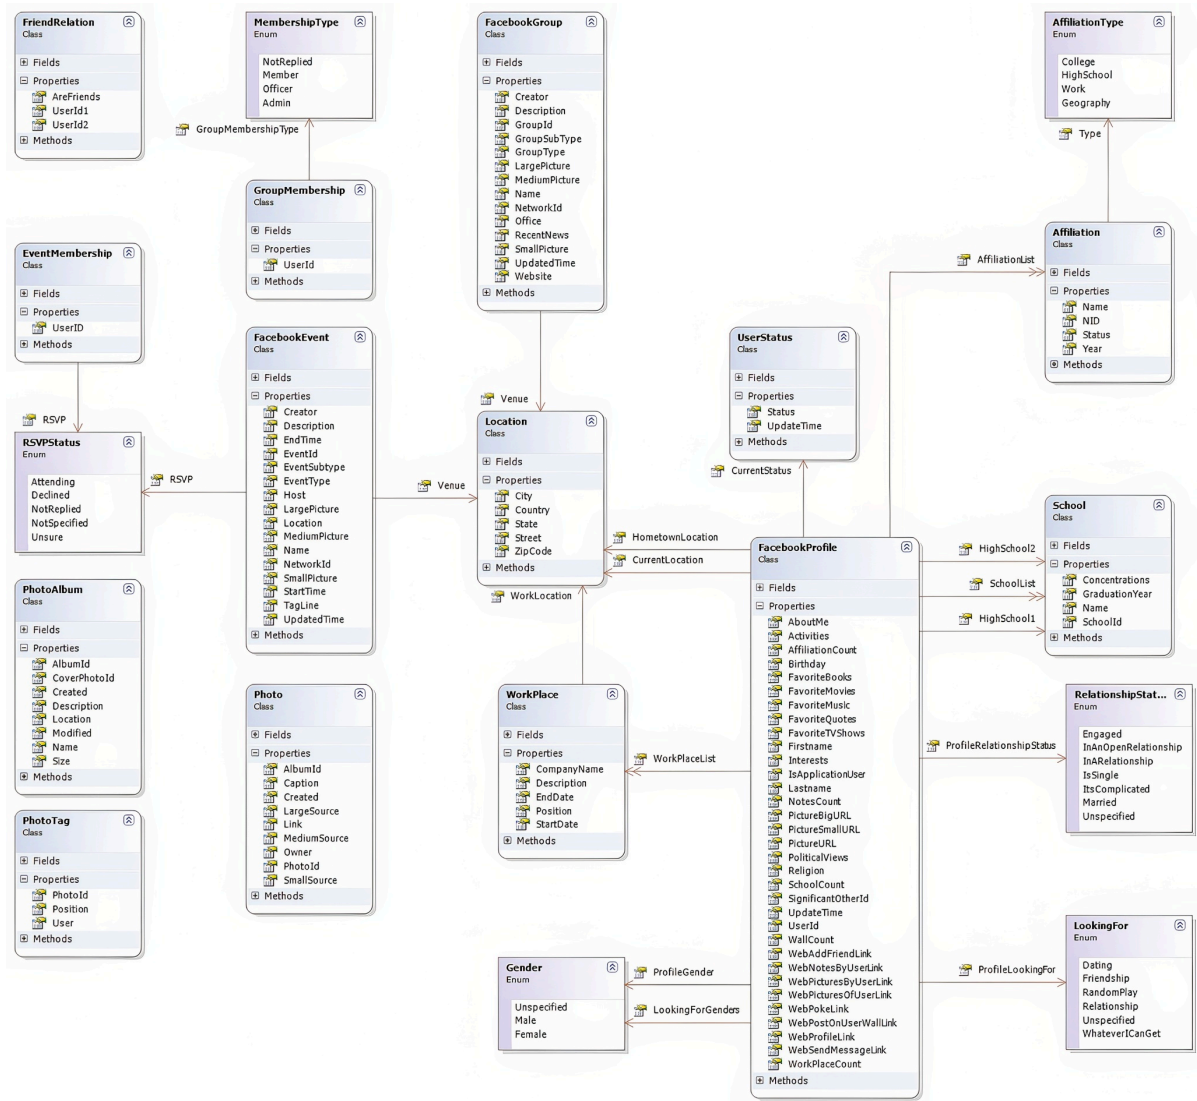 FriendRelation
Class
Fields
Properties
AreFriends
UserId1
UserId2
Methods
MembershipType
Enum
NotReplied
Member
Officer
Admin
GroupMembershipType
GroupMembership
Class
Fields
Properties
UserId
Methods
FacebookGroup
Class
Fields
Properties
Creator
Description
GroupId
GroupSubType
GroupType
LargePicture
MediumPicture
Name
NetworkId
Office
RecentNews
SmallPicture
UpdatedTime
Website
Methods
AffiliationType
Enum
College
HighSchool
Work
Geography
Type
Affiliation
Class
Fields
Properties
Name
NID
Status
Year
Methods
AffiliationList
EventMembership
Class
Fields
Properties
UserID
Methods
RSVP
RSVPStatus
Enum
Attending
Declined
NotReplied
NotSpecified
Unsure
RSVP
FacebookEvent
Class
Fields
Properties
Creator
Description
EndTime
EventId
EventSubtype
EventType
Host
LargePicture
Location
MediumPicture
Name
NetworkId
SmallPicture
StartTime
TagLine
UpdatedTime
Methods
Venue
Venue
Location
Class
Fields
Properties
City
Country
State
Street
ZipCode
Methods
WorkLocation
UserStatus
Class
Fields
Properties
Status
UpdateTime
Methods
CurrentStatus
HometownLocation
CurrentLocation
FacebookProfile
Class
Fields
Properties
AboutMe
Activities
AffiliationCount
Birthday
FavoriteBooks
FavoriteMovies
FavoriteMusic
FavoriteQuotes
FavoriteTVShows
Firstname
Interests
IsApplicationUser
Lastname
NotesCount
PictureBigURL
PictureSmallURL
PictureURL
PoliticalViews
Religion
SchoolCount
SignificantOtherId
UpdateTime
UserId
WallCount
WebAddFriendLink
WebNotesByUserLink
WebPicturesByUserLink
WebPicturesOfUserLink
WebPokeLink
WebPostOnUserWallLink
WebProfileLink
WebSendMessageLink
WorkPlaceCount
Methods
HighSchool2
SchoolList
HighSchool1
School
Class
Fields
Properties
Concentrations
GraduationYear
Name
SchoolId
Methods
PhotoAlbum
Class
Fields
Properties
AlbumId
CoverPhotoId
Created
Description
Location
Modified
Name
Size
Methods
Photo
Class
Fields
Properties
AlbumId
Caption
Created
LargeSource
Link
MediumSource
Owner
PhotoId
SmallSource
Methods
WorkPlace
Class
Fields
Properties
CompanyName
Description
EndDate
Position
StartDate
Methods
WorkPlaceList
ProfileRelationshipStatus
RelationshipStat...
Enum
Engaged
InAnOpenRelationship
InARelationship
IsSingle
ItsComplicated
Married
Unspecified
PhotoTag
Class
Fields
Properties
PhotoId
Position
User
Methods
Gender
Enum
Unspecified
Male
Female
ProfileGender
LookingForGenders
ProfileLookingFor
LookingFor
Enum
Dating
Friendship
RandomPlay
Relationship
Unspecified
WhateverICanGet